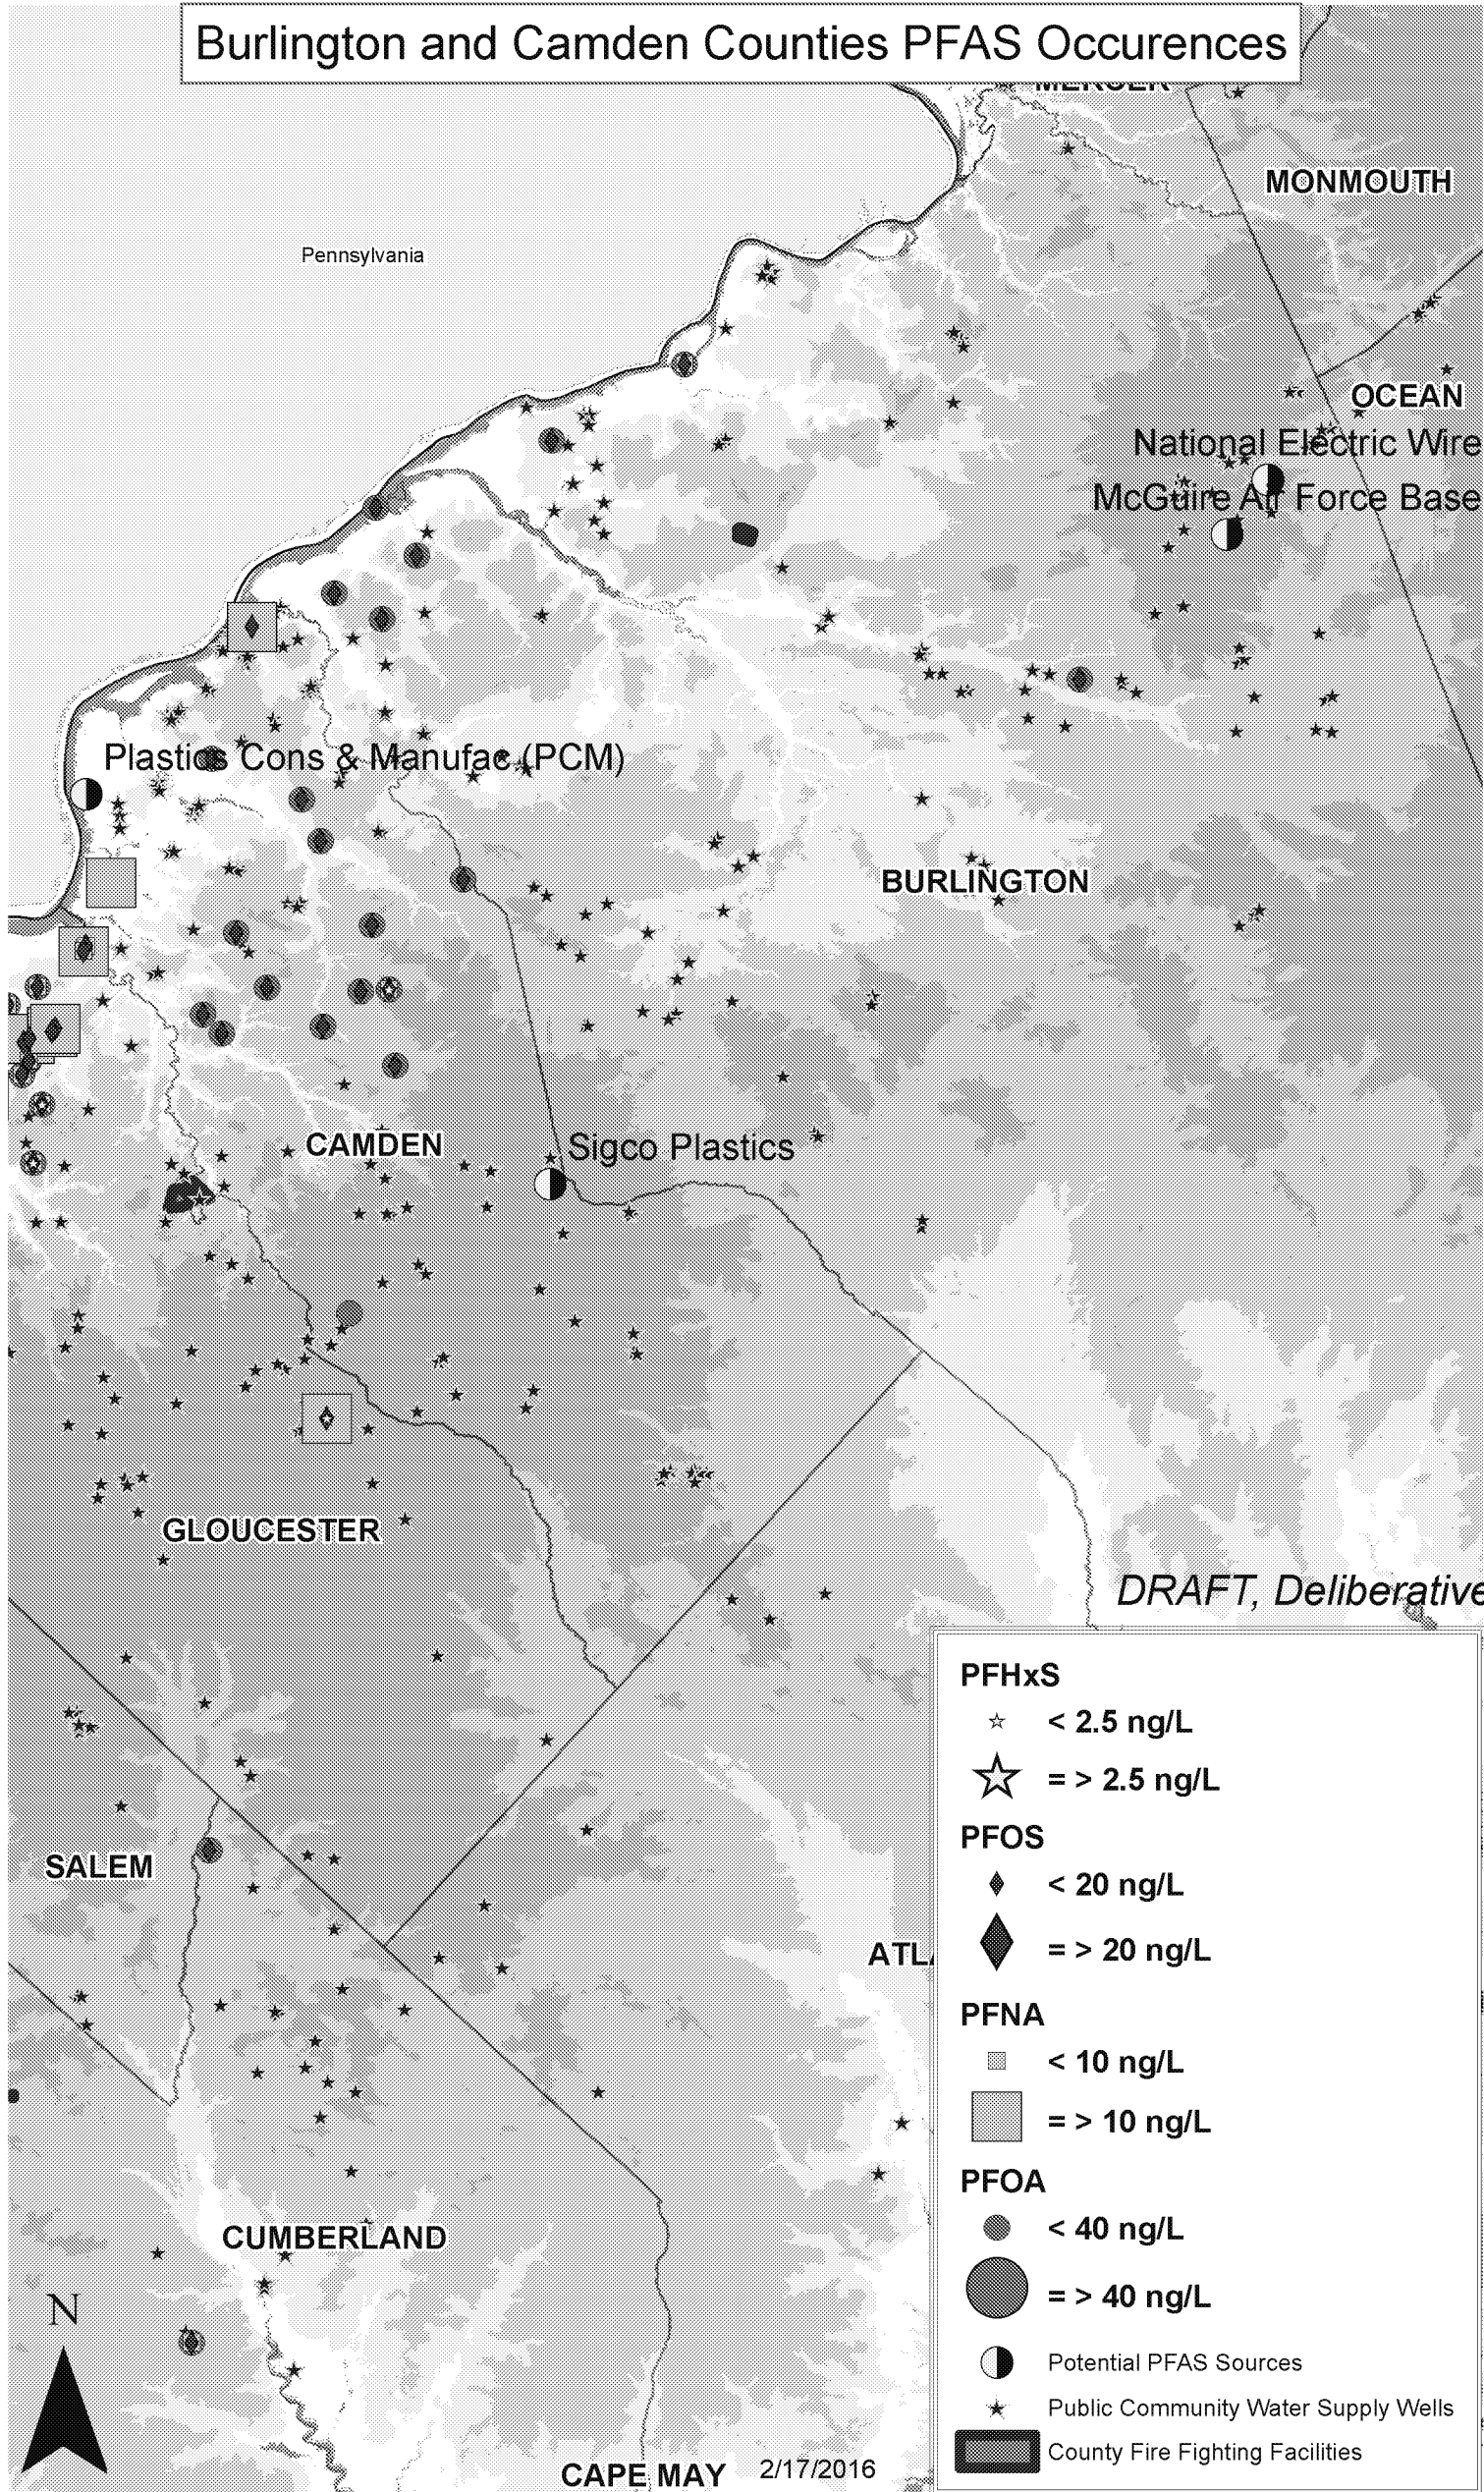 Burlington and Camden Counties PFAS Occurences
MERCER
MONMOUTH
Pennsylvania
OCEAN
National Electric Wire
McGuire Air Force Base
Plastics Cons & Manufac (PCM)
BURLINGTON
CAMDEN
Sigco Plastics
GLOUCESTER
DRAFT, Deliberative
PFHxS
< 2.5 ng/L
= > 2.5 ng/L
PFOS
< 20 ng/L
= > 20 ng/L
PFNA
< 10 ng/L
= > 10 ng/L
PFOA
< 40 ng/L
= > 40 ng/L
Potential PFAS Sources
Public Community Water Supply Wells
County Fire Fighting Facilities
SALEM
ATLA
CUMBERLAND
N
CAPE MAY
2/17/2016